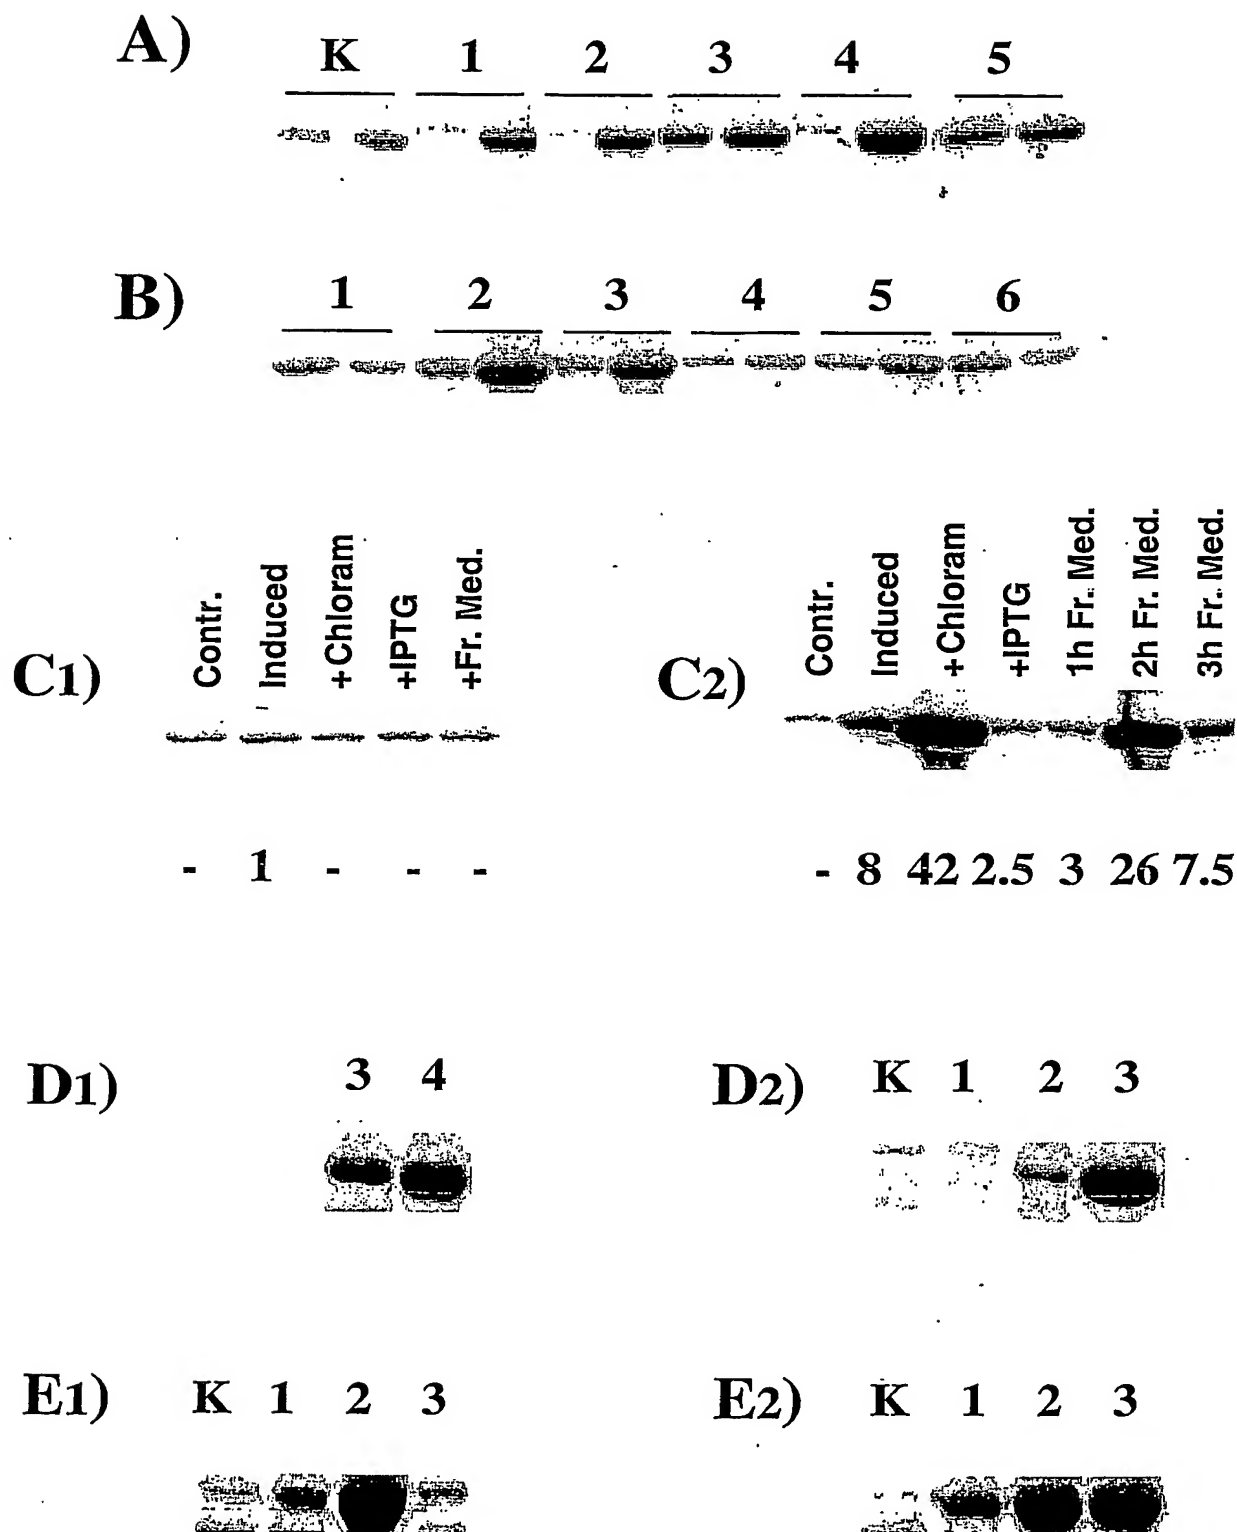 A) K 1 2 3 4 5
B) 1 2 3 4 5 6
C1) Contr. Induced +Chloram +IPTG +Fr. Med.
- 1 - - -
C2) Contr. Induced +Chloram +IPTG 1h Fr. Med. 2h Fr. Med. 3h Fr. Med.
- 8 42 2.5 3 26 7.5
D1) 3 4
D2) K 1 2 3
E1) K 1 2 3
E2) K 1 2 3